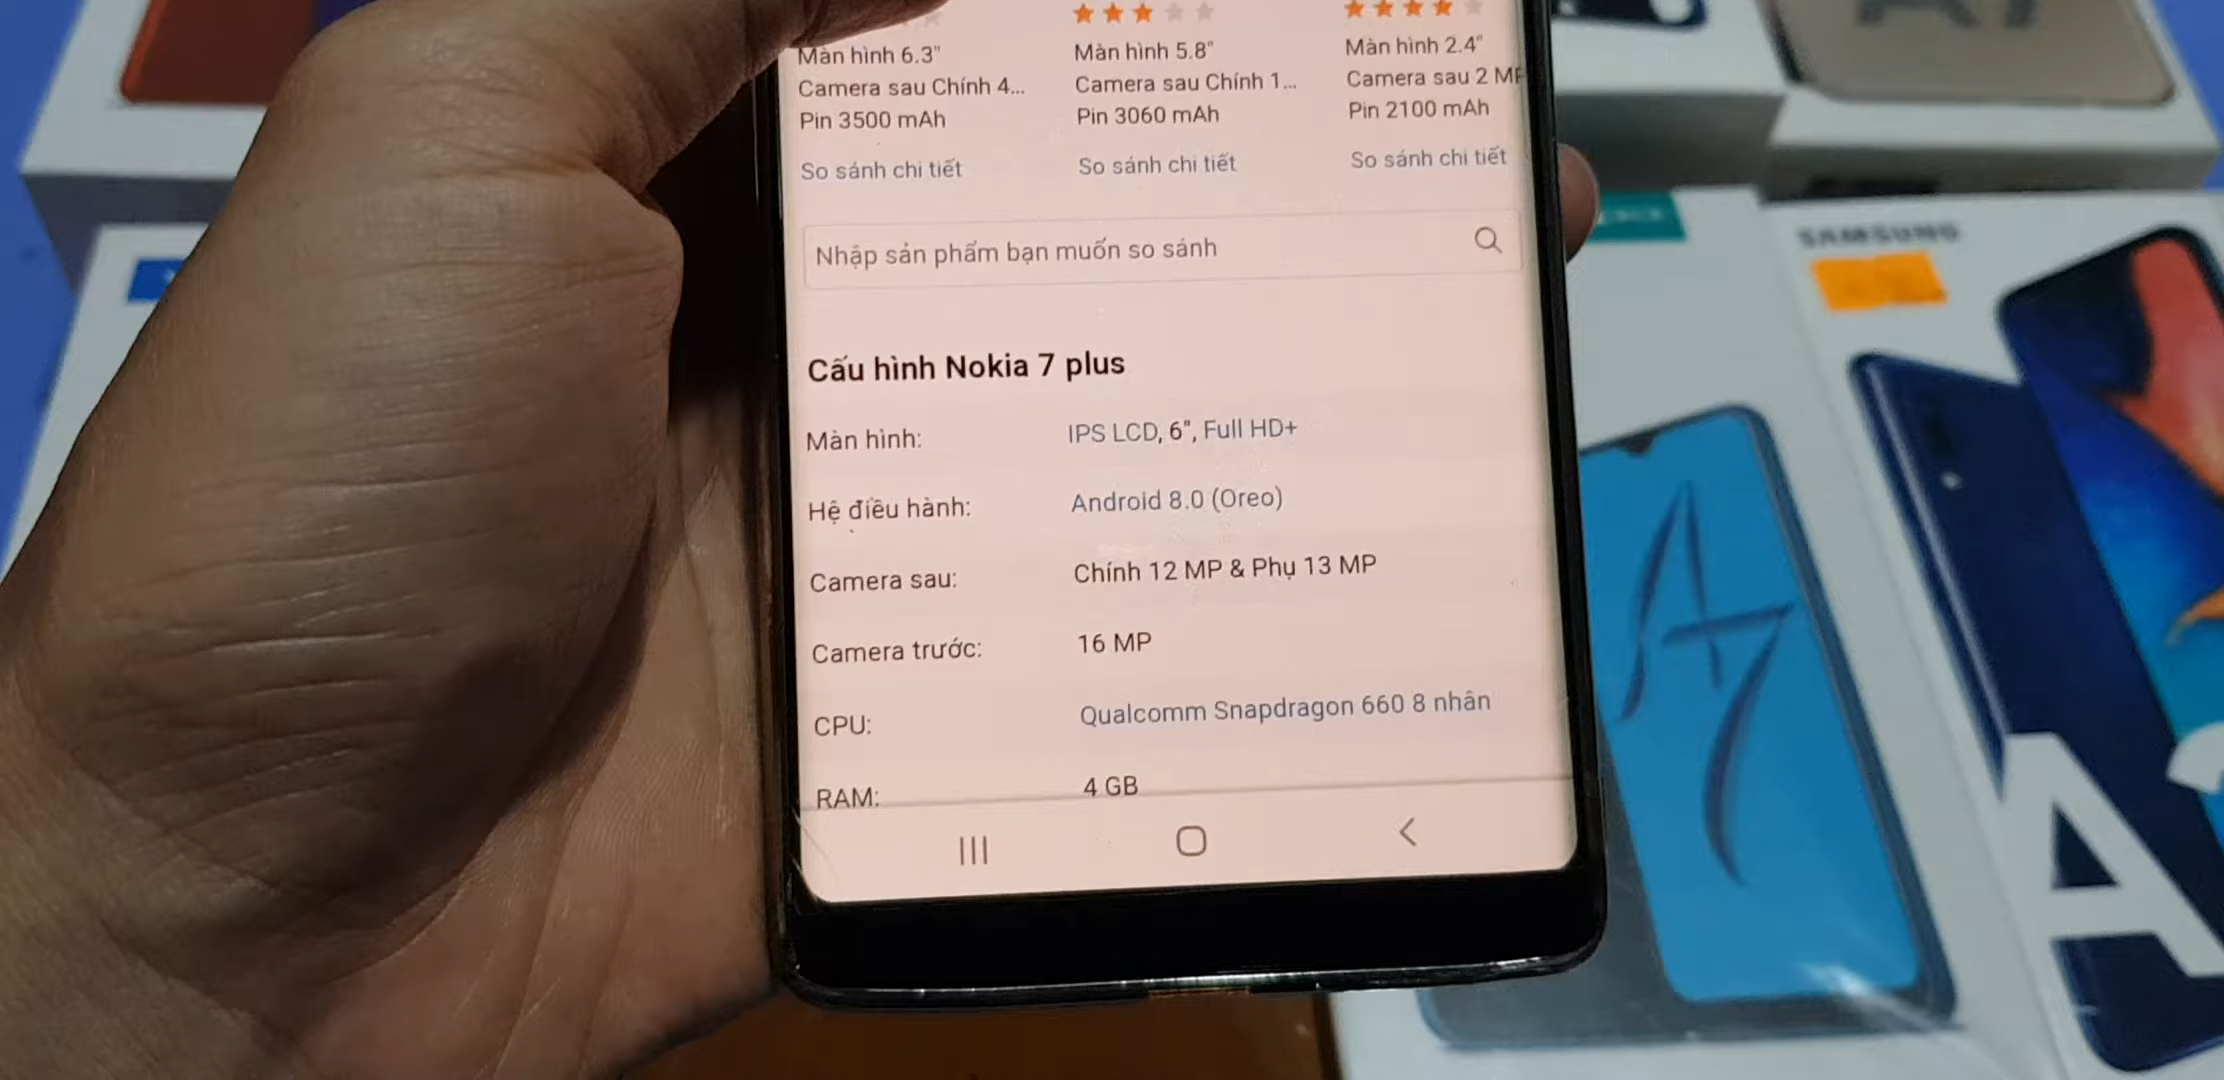 Màn hình 6.3"
Camera sau Chính 4...
Pin 3500 mAh
So sánh chi tiết
Màn hình 5.8"
Camera sau Chính 1...
Pin 3060 mAh
So sánh chi tiết
Màn hình 2.4"
Camera sau 2 MP
Pin 2100 mAh
So sánh chi tiết
Nhập sản phẩm bạn muốn so sánh
Cấu hình Nokia 7 plus
Màn hình: IPS LCD, 6", Full HD+
Hệ điều hành: Android 8.0 (Oreo)
Camera sau: Chính 12 MP & Phụ 13 MP
Camera trước: 16 MP
CPU: Qualcomm Snapdragon 660 8 nhân
RAM: 4 GB
SAMSUNG
A7
A